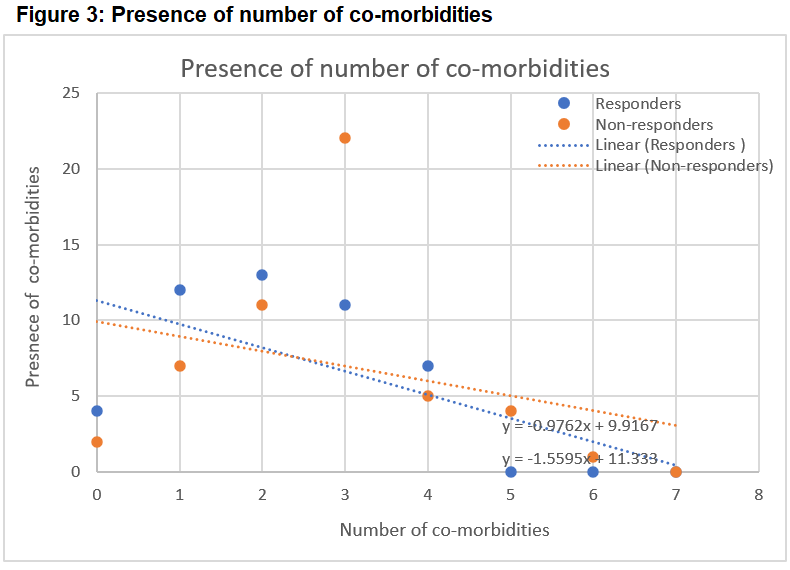 Figure 3: Presence of number of co-morbidities
Presence of number of co-morbidities
25
20
15
10
5
0
Presnece of co-morbidities
Responders
Non-responders
Linear (Responders )
Linear (Non-responders)
y = -0.9762x + 9.9167
y = -1.5595x + 11.333
0 1 2 3 4 5 6 7 8
Number of co-morbidities